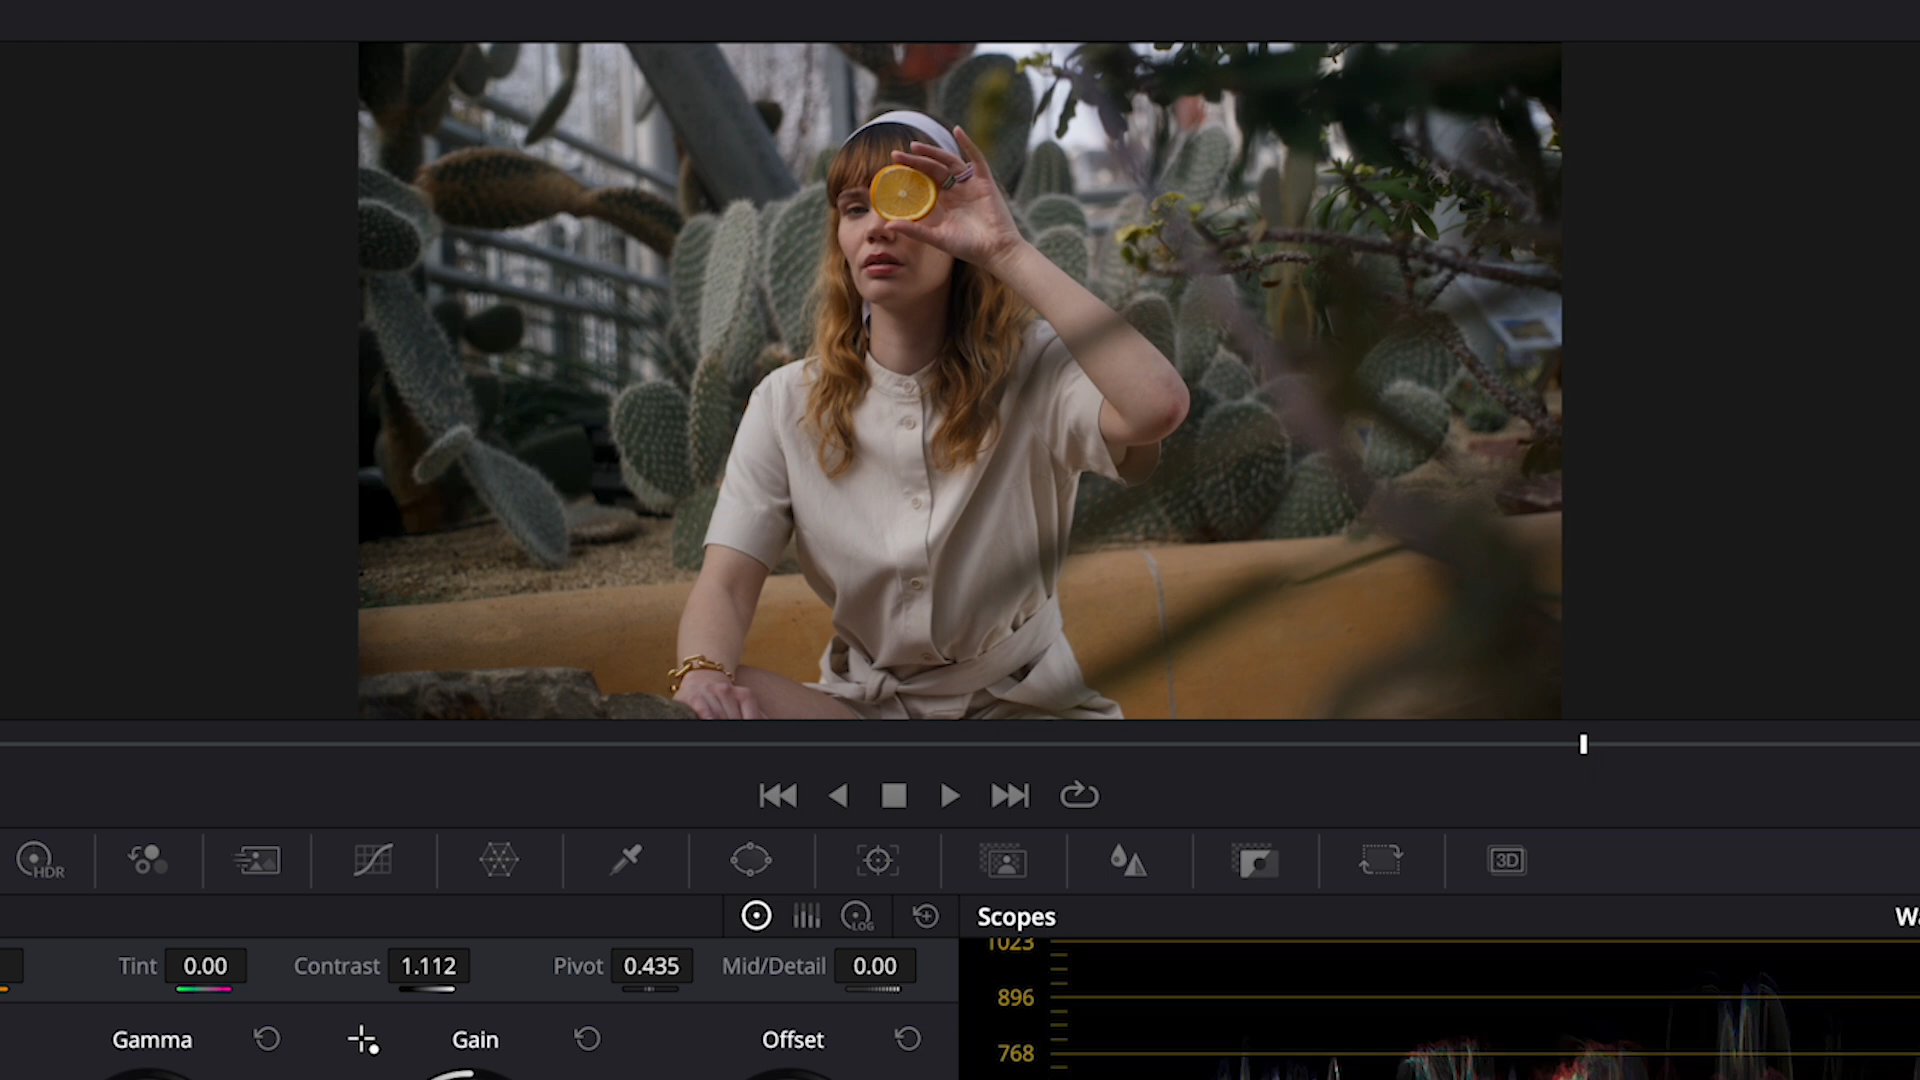 HDR
3D
LOG
Scopes
Tint 0.00 Contrast 1.112 Pivot 0.435 Mid/Detail 0.00
1023
896
Gamma Gain Offset
768